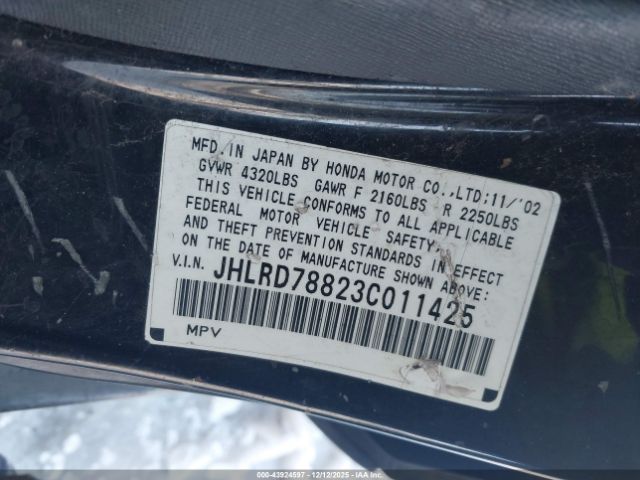 MFD. IN JAPAN BY HONDA MOTOR CO., LTD; 11/'02
GVWR 4320LBS GAWR F 2160LBS R 2250LBS
THIS VEHICLE CONFORMS TO ALL APPLICABLE
FEDERAL MOTOR VEHICLE SAFETY,
AND THEFT PREVENTION STANDARDS IN EFFECT
ON THE DATE OF MANUFACTURE SHOWN ABOVE:
V.I.N. JHLRD78823C011425
MPV
000-43924597 - 12/12/2025 - IAAI.COM